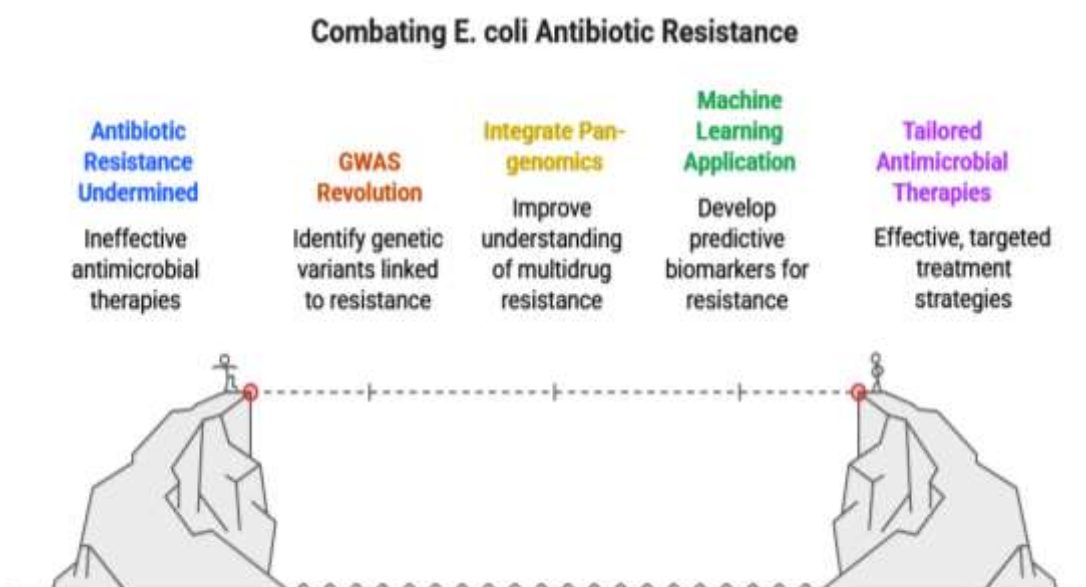 Combating E. coli Antibiotic Resistance
Antibiotic
Resistance
Undermined
Ineffective
antimicrobial
therapies
GWAS
Revolution
Identify genetic
variants linked
to resistance
Integrate Pan-
genomics
Improve
understanding
of multidrug
resistance
Machine
Learning
Application
Develop
predictive
biomarkers for
resistance
Tailored
Antimicrobial
Therapies
Effective, targeted
treatment
strategies